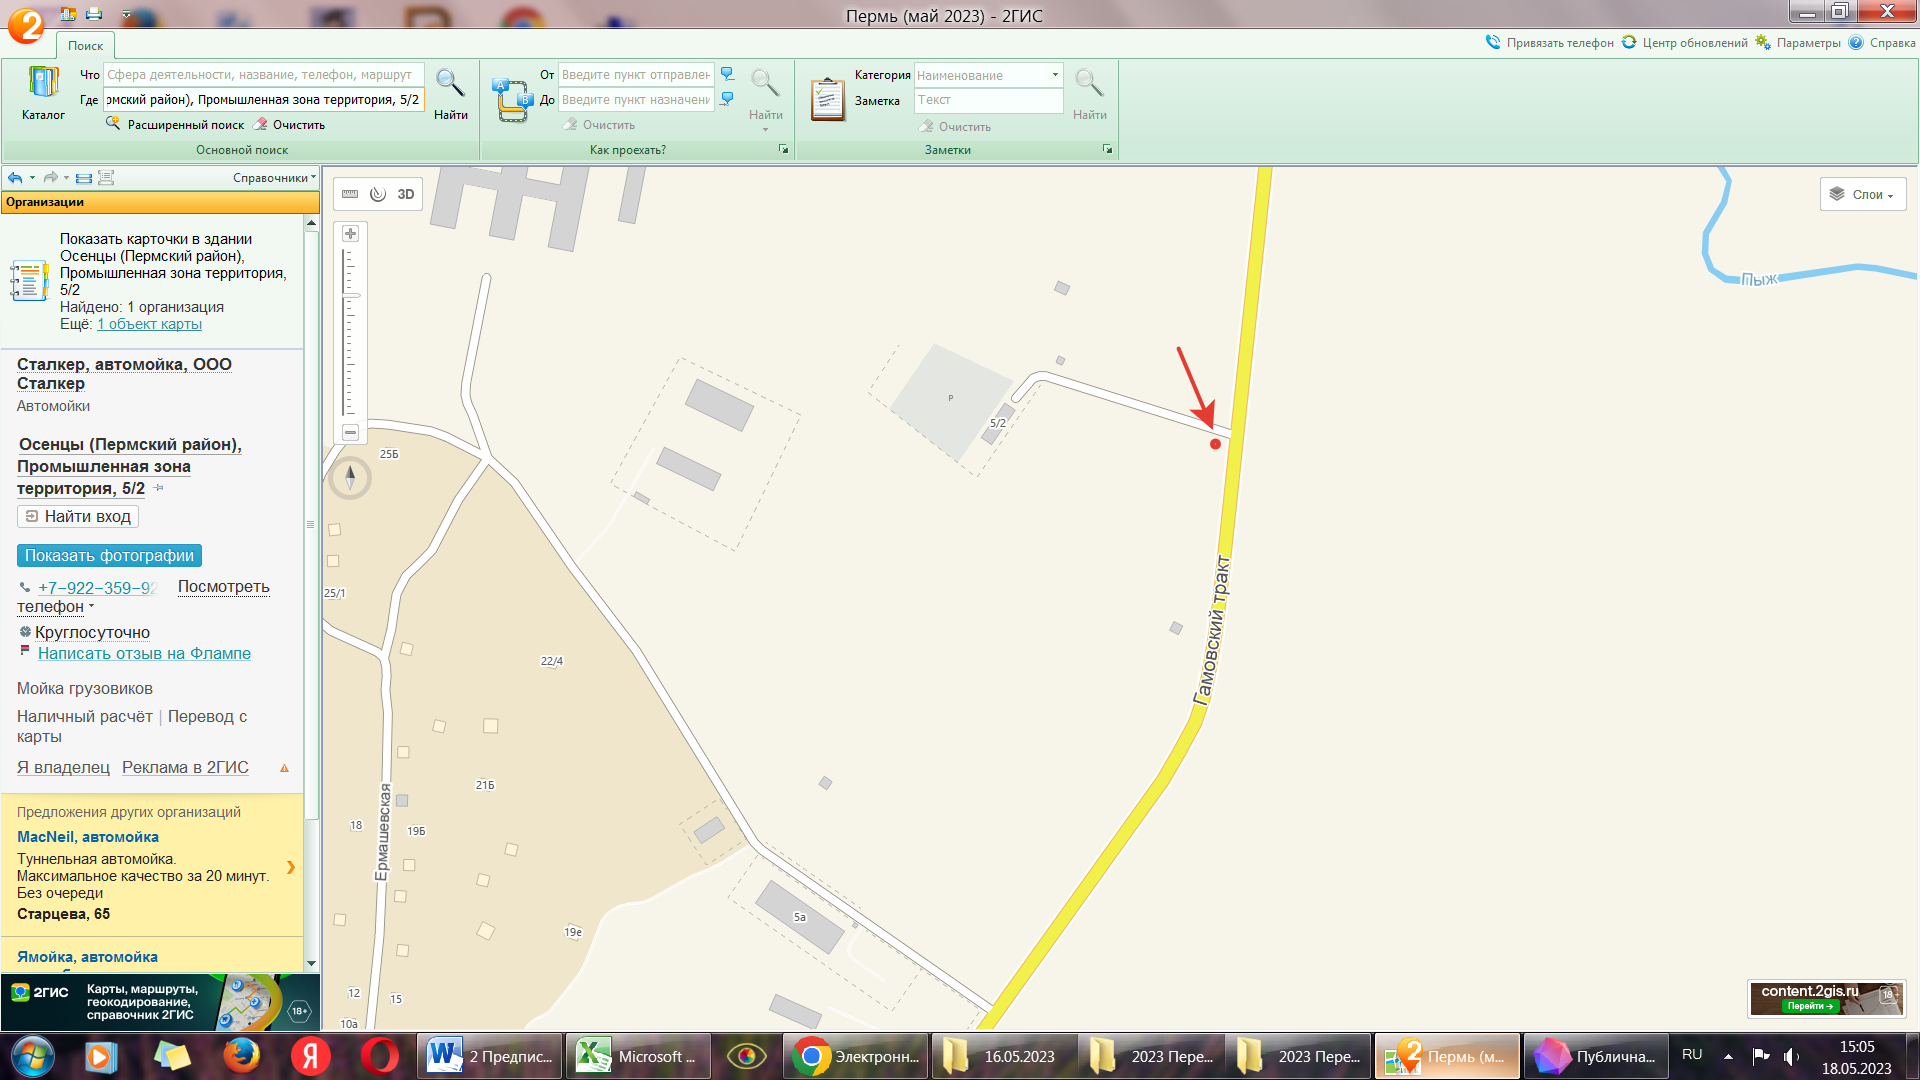 Пермь (май 2023) - 2ГИС
Поиск
Привязать телефон
Центр обновлений
Параметры
Справка
Каталог
Что
Сфера деятельности, название, телефон, маршрут
Где
рмский район), Промышленная зона территория, 5/2
Расширенный поиск
Очистить
Найти
Основной поиск
От
Введите пункт отправлен
До
Введите пункт назначени
Очистить
Найти
Как проехать?
Категория
Наименование
Заметка
Текст
Очистить
Найти
Заметки
Справочники
Организации
Показать карточки в здании
Осенцы (Пермский район),
Промышленная зона территория,
5/2
Найдено: 1 организация
Ещё: 1 объект карты
Сталкер, автомойка, ООО
Сталкер
Автомойки
Осенцы (Пермский район),
Промышленная зона
территория, 5/2
Найти вход
Показать фотографии
+7-922-359-92
Посмотреть
телефон
Круглосуточно
Написать отзыв на Флампе
Мойка грузовиков
Наличный расчёт | Перевод с
карты
Я владелец
Реклама в 2ГИС
Предложения других организаций
MacNeil, автомойка
Туннельная автомойка.
Максимальное качество за 20 минут.
Без очереди
Старцева, 65
Ямойка, автомойка
2ГИС
Карты, маршруты,
геокодирование,
справочник 2ГИС
18+
3D
Слои
Пыж
P
5/2
25Б
25/1
22/4
Гамовский тракт
21Б
18
19Б
Ермашевская
5а
19е
12
15
10а
content.2gis.ru
Перейти →
18+
2 Предпис...
Microsoft ...
Электронн...
16.05.2023
2023 Пере...
2023 Пере...
Пермь (м...
Публична...
RU
15:05
18.05.2023